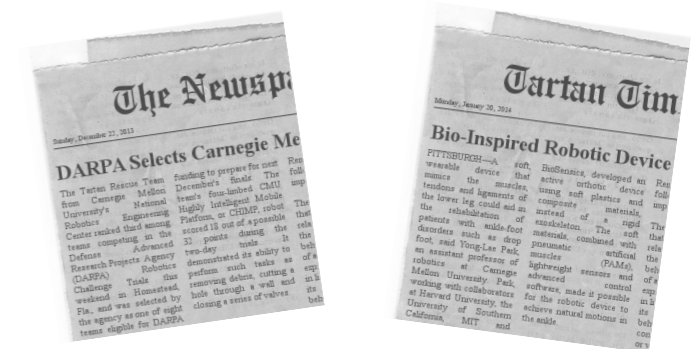 The Newspa
Sunday, December 22, 2013
DARPA Selects Carnegie Me
The Tartan Rescue Team
from Carnegie Mellon
University's National
Robotics Engineering
Center ranked third among
teams competing in the
Defense Advanced
Research Projects Agency
(DARPA) Robotics
Challenge Trials this
weekend in Homestead,
Fla., and was selected by
the agency as one of eight
teams eligible for DARPA
funding to prepare for next
December's finals. The
team's four-limbed CMU
Highly Intelligent Mobile
Platform, or CHIMP, robot
scored 18 out of a possible
32 points during the
two-day trials. It
demonstrated its ability to
perform such tasks as
removing debris, cutting a
hole through a wall and
closing a series of valves.
Tartan Tim
Monday, January 20, 2014
Bio-Inspired Robotic Device
PITTSBURGH—A soft,
wearable device that
mimics the muscles,
tendons and ligaments of
the lower leg could aid in
the rehabilitation of
patients with ankle-foot
disorders such as drop
foot, said Yong-Lae Park,
an assistant professor of
robotics at Carnegie
Mellon University. Park,
working with collaborators
at Harvard University, the
University of Southern
California, MIT and
BioSensics, developed an
active orthotic device
using soft plastics and
composite materials,
instead of a rigid
exoskeleton. The soft
materials, combined with
pneumatic artificial
muscles (PAMs),
lightweight sensors and
advanced control
software, made it possible
for the robotic device to
achieve natural motions in
the ankle.